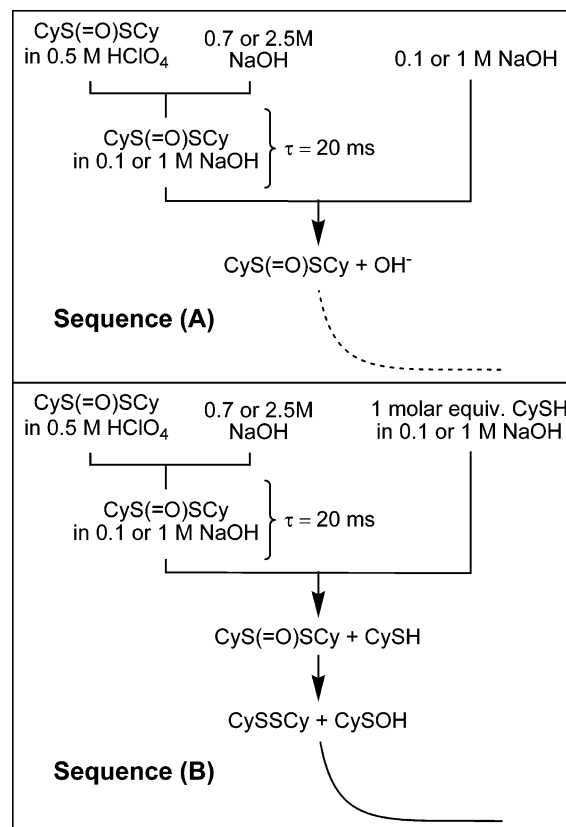 CyS(=O)SCy
in 0.5 M HClO₄
0.7 or 2.5M
NaOH
0.1 or 1 M NaOH
CyS(=O)SCy
in 0.1 or 1 M NaOH
τ = 20 ms
CyS(=O)SCy + OH⁻
Sequence (A)
CyS(=O)SCy
in 0.5 M HClO₄
0.7 or 2.5M
NaOH
1 molar equiv. CySH
in 0.1 or 1 M NaOH
CyS(=O)SCy
in 0.1 or 1 M NaOH
τ = 20 ms
CyS(=O)SCy + CySH
CySSCy + CySOH
Sequence (B)